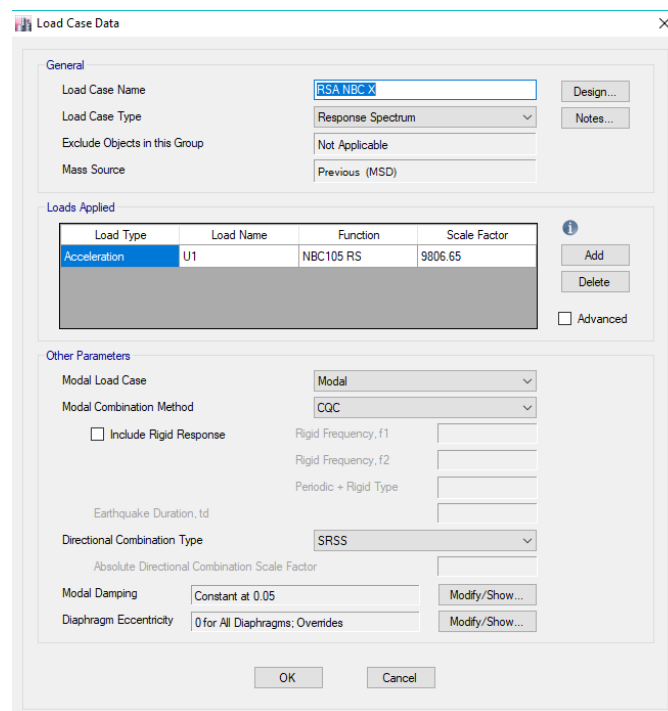 Load Case Data
General
Load Case Name RSA NBC X Design...
Load Case Type Response Spectrum Notes...
Exclude Objects in this Group Not Applicable
Mass Source Previous (MSD)
Loads Applied
Load Type Load Name Function Scale Factor
Acceleration U1 NBC105 RS 9806.65
Add
Delete
Advanced
Other Parameters
Modal Load Case Modal
Modal Combination Method CQC
Include Rigid Response Rigid Frequency, f1
Rigid Frequency, f2
Periodic + Rigid Type
Earthquake Duration, td
Directional Combination Type SRSS
Absolute Directional Combination Scale Factor
Modal Damping Constant at 0.05 Modify/Show...
Diaphragm Eccentricity 0 for All Diaphragms; Overrides Modify/Show...
OK Cancel